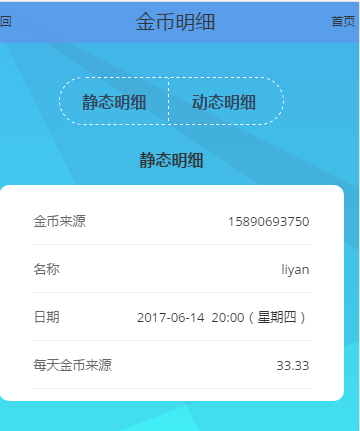 回 金币明细 首页
静态明细 动态明细
静态明细
金币来源 15890693750
名称 liyan
日期 2017-06-14 20:00 ( 星期四 )
每天金币来源 33.33